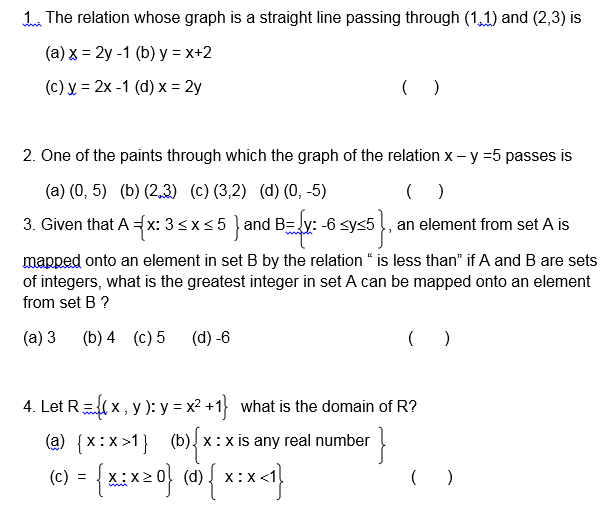 1.. The relation whose graph is a straight line passing through (1,1) and (2,3) is
(a) x = 2y -1 (b) y = x+2
(c) y = 2x -1 (d) x = 2y ( )
2. One of the paints through which the graph of the relation x – y =5 passes is
(a) (0, 5) (b) (2,3) (c) (3,2) (d) (0, -5) ( )
3. Given that A ={x: 3 ≤ x ≤ 5 } and B={y: -6 ≤y≤5 }, an element from set A is
mapped onto an element in set B by the relation “ is less than” if A and B are sets
of integers, what is the greatest integer in set A can be mapped onto an element
from set B ?
(a) 3 (b) 4 (c) 5 (d) -6 ( )
4. Let R ={( x , y ): y = x² +1} what is the domain of R?
(a) { x : x >1 } (b) { x : x is any real number }
(c) = { x : x ≥ 0} (d) { x : x <1} ( )